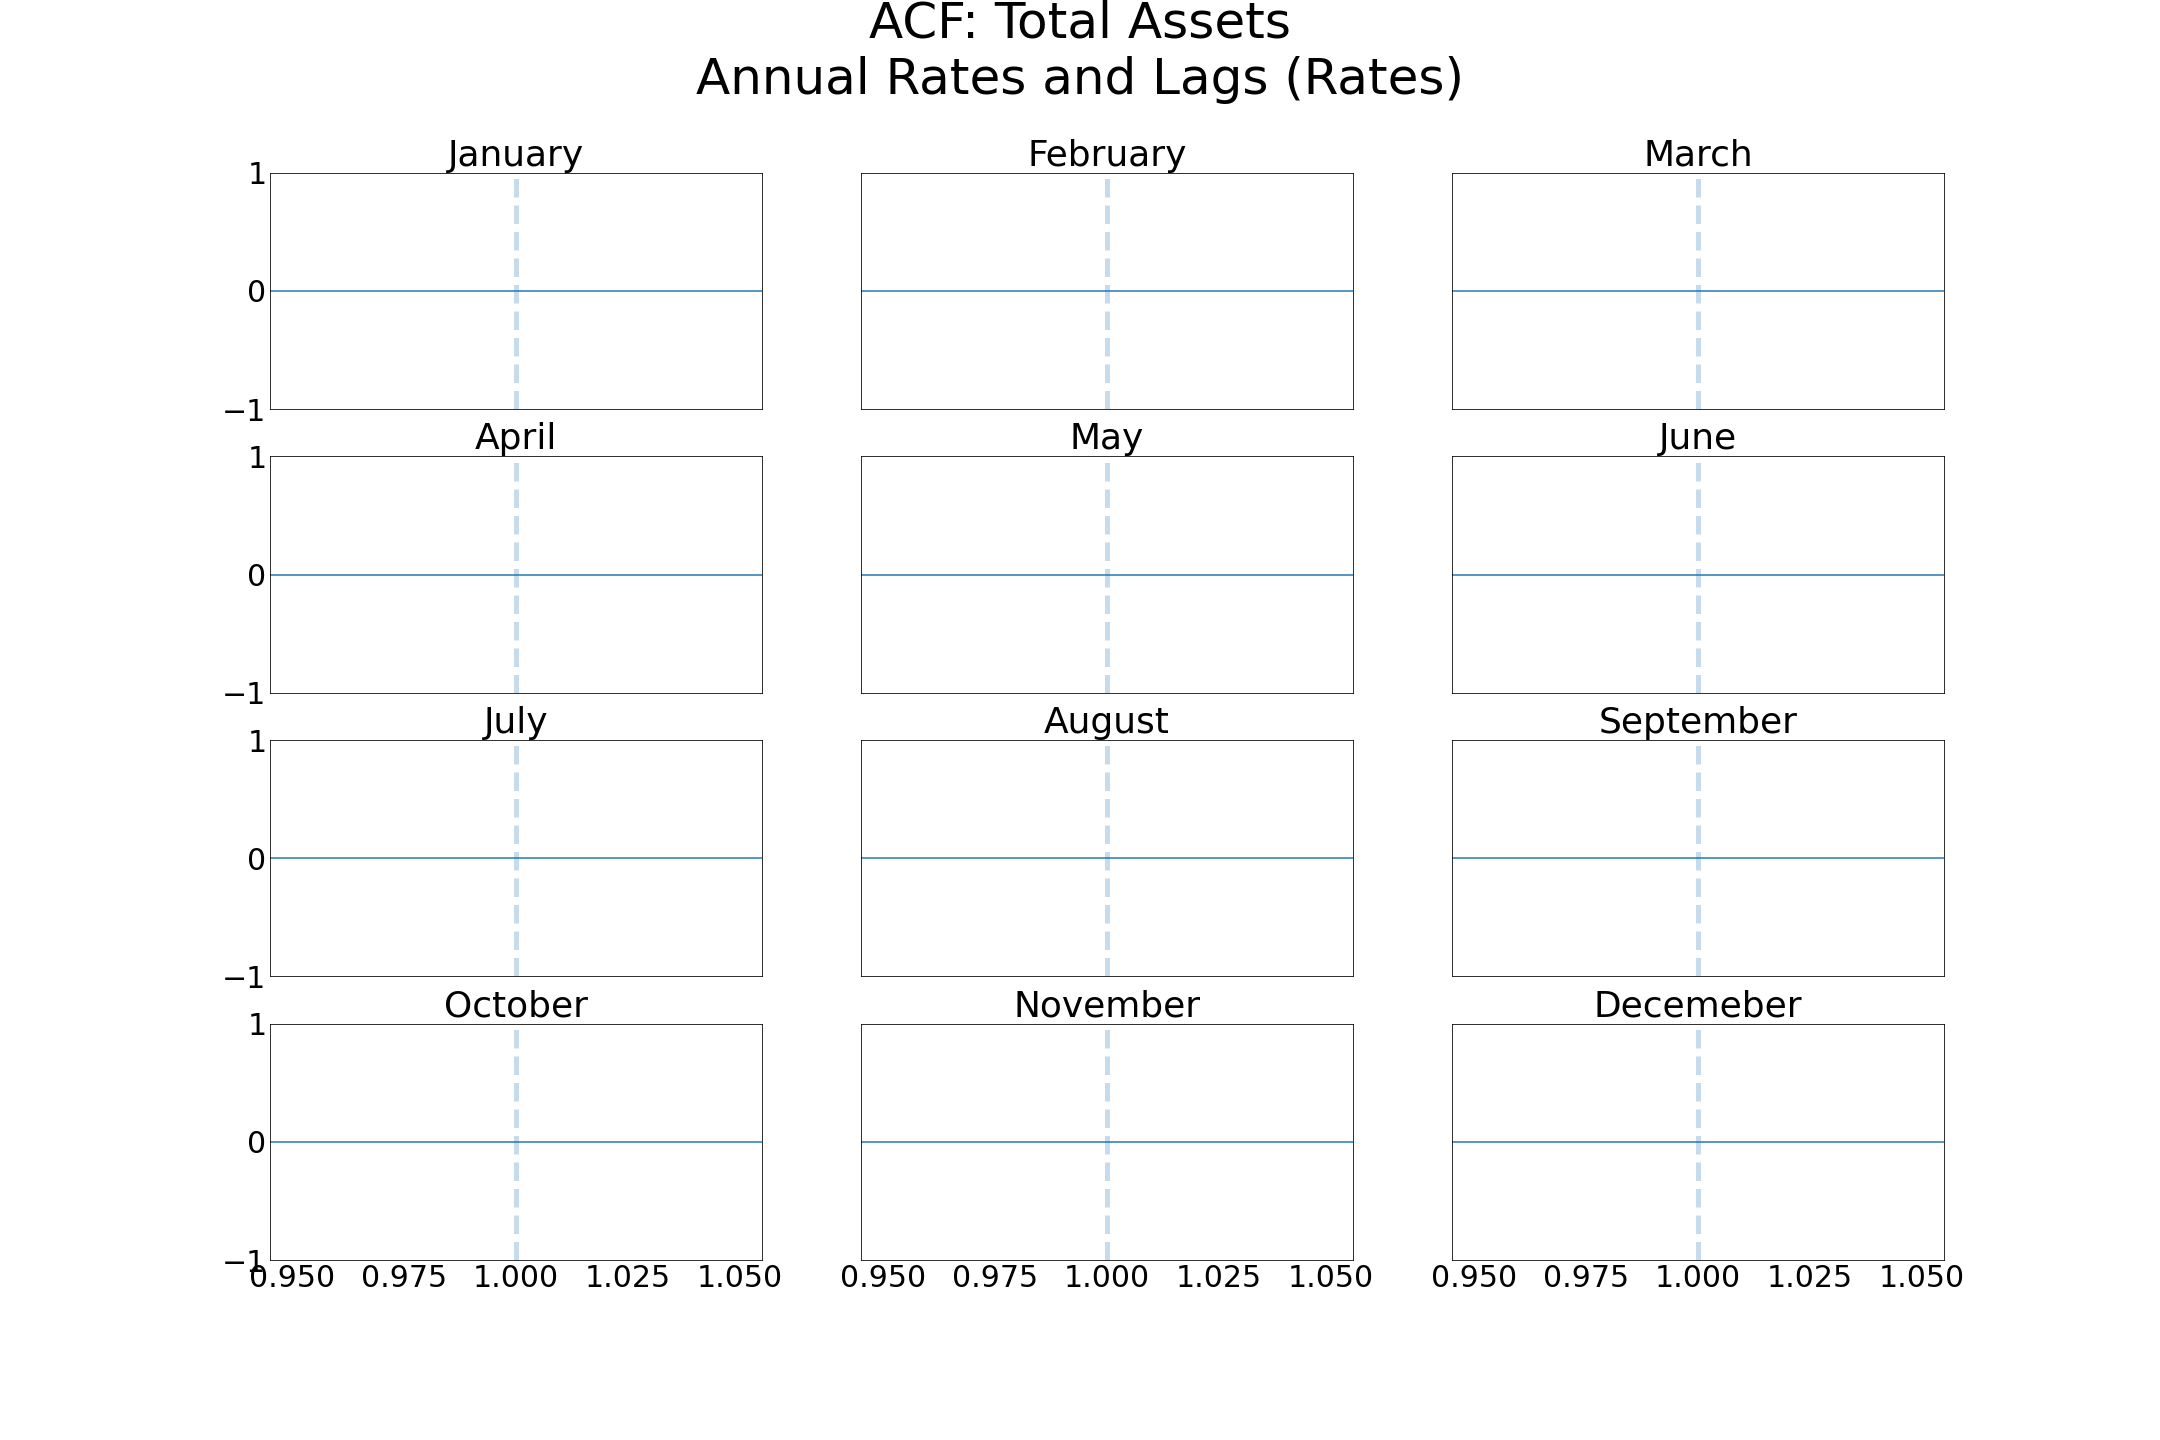 ACF: Total Assets
Annual Rates and Lags (Rates)
January February March
1
0
−1
April May June
1
0
−1
July August September
1
0
−1
October November Decemeber
1
0
−1
0.950 0.975 1.000 1.025 1.050 0.950 0.975 1.000 1.025 1.050 0.950 0.975 1.000 1.025 1.050